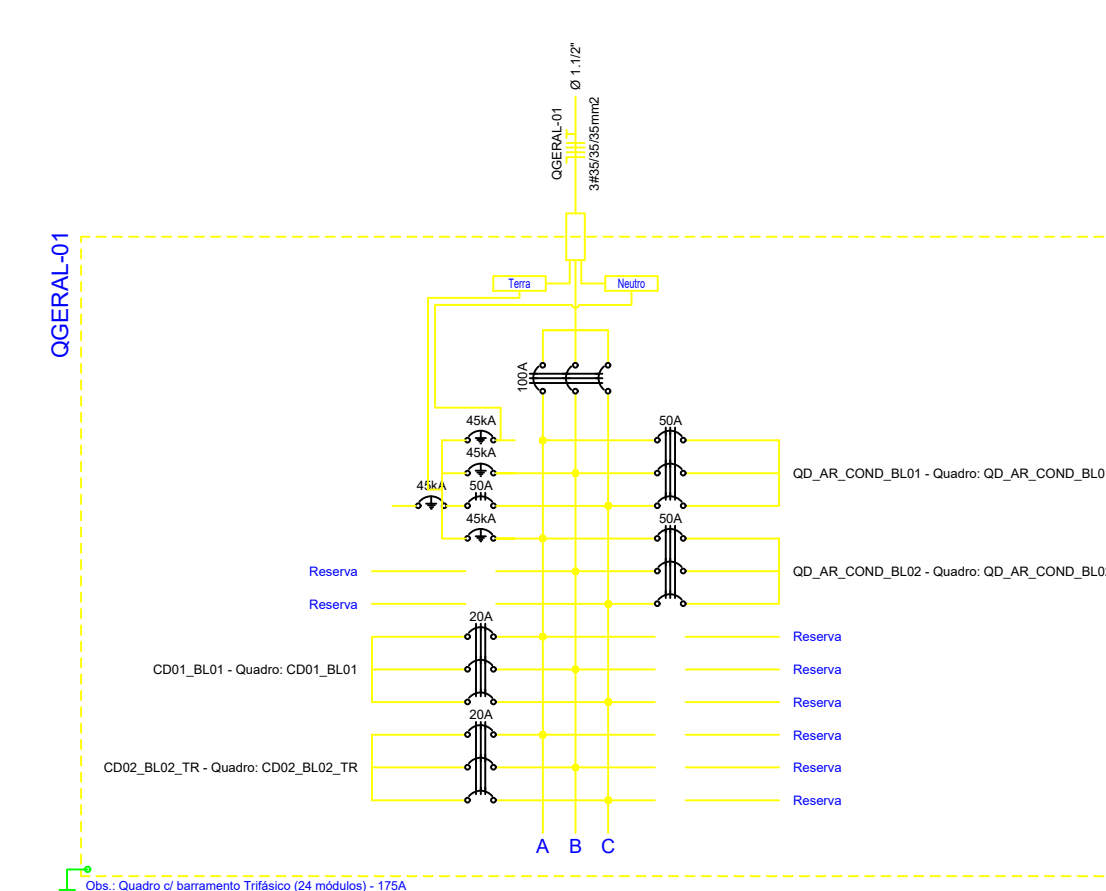 Ø 1.1/2"
QGERAL-01
3#35/35/35mm2
QGERAL-01
Terra
Neutro
100A
45kA
50A
45kA
QD_AR_COND_BL01 - Quadro: QD_AR_COND_BL0
45kA
50A
45kA
50A
Reserva
QD_AR_COND_BL02 - Quadro: QD_AR_COND_BL02
Reserva
20A
Reserva
CD01_BL01 - Quadro: CD01_BL01
Reserva
Reserva
20A
Reserva
CD02_BL02_TR - Quadro: CD02_BL02_TR
Reserva
Reserva
A B C
Obs.: Quadro c/ barramento Trifásico (24 módulos) - 175A